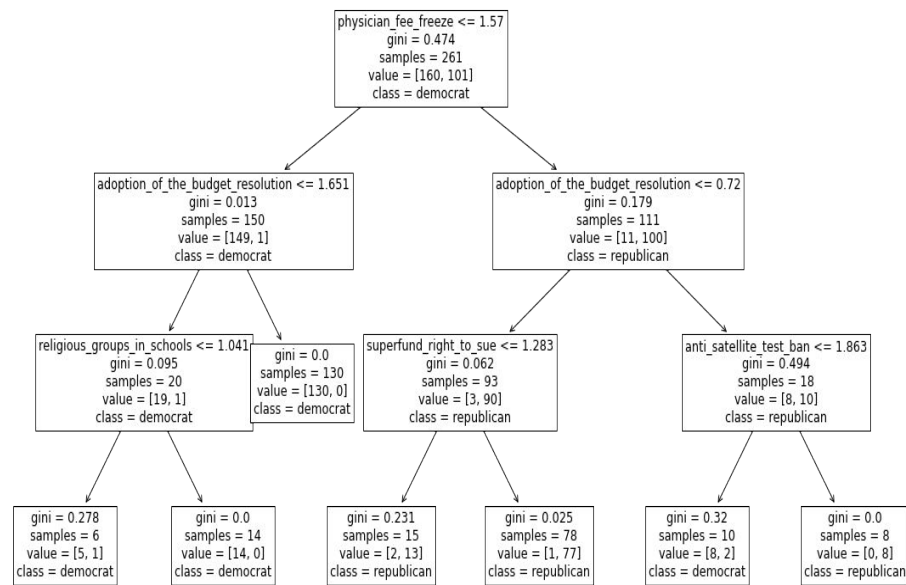 physician_fee_freeze <= 1.57
gini = 0.474
samples = 261
value = [160, 101]
class = democrat
adoption_of_the_budget_resolution <= 1.651
gini = 0.013
samples = 150
value = [149, 1]
class = democrat
adoption_of_the_budget_resolution <= 0.72
gini = 0.179
samples = 111
value = [11, 100]
class = republican
religious_groups_in_schools <= 1.041
gini = 0.095
samples = 20
value = [19, 1]
class = democrat
gini = 0.0
samples = 130
value = [130, 0]
class = democrat
superfund_right_to_sue <= 1.283
gini = 0.062
samples = 93
value = [3, 90]
class = republican
anti_satellite_test_ban <= 1.863
gini = 0.494
samples = 18
value = [8, 10]
class = republican
gini = 0.278
samples = 6
value = [5, 1]
class = democrat
gini = 0.0
samples = 14
value = [14, 0]
class = democrat
gini = 0.231
samples = 15
value = [2, 13]
class = republican
gini = 0.025
samples = 78
value = [1, 77]
class = republican
gini = 0.32
samples = 10
value = [8, 2]
class = democrat
gini = 0.0
samples = 8
value = [0, 8]
class = republican